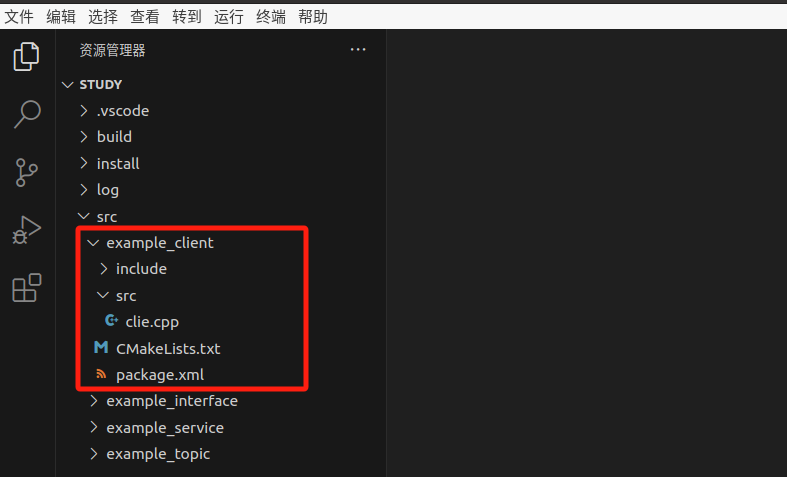 文件 编辑 选择 查看 转到 运行 终端 帮助
资源管理器 ...
STUDY
.vscode
build
install
log
src
example_client
include
src
clie.cpp
CMakeLists.txt
package.xml
example_interface
example_service
example_topic